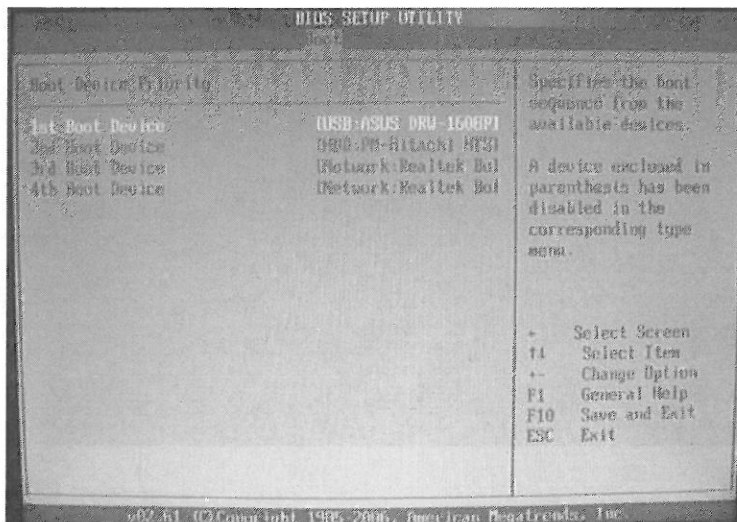 BIOS SETUP UTILITY
Boot
Boot Device Priority
1st Boot Device [USB:ASUS DRW-1608P]
2nd Boot Device [HDD:PM-Hitachi HTS]
3rd Boot Device [Network:Realtek Bo]
4th Boot Device [Network:Realtek Bo]
Specifies the boot
sequence from the
available devices.
A device enclosed in
parenthesis has been
disabled in the
corresponding type
menu.
Select Screen
↑↓ Select Item
+- Change Option
F1 General Help
F10 Save and Exit
ESC Exit
v02.61 (C)Copyright 1985-2006, American Megatrends, Inc.